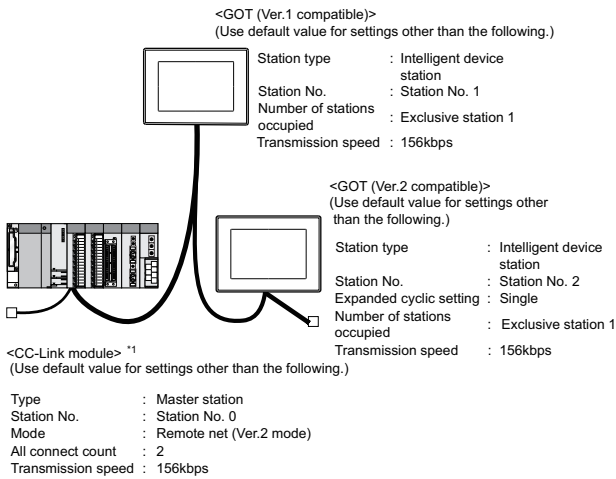 <GOT (Ver.1 compatible)>
(Use default value for settings other than the following.)
Station type : Intelligent device
station
Station No. : Station No. 1
Number of stations
occupied : Exclusive station 1
Transmission speed : 156kbps
<GOT (Ver.2 compatible)>
(Use default value for settings other
than the following.)
Station type : Intelligent device
station
Station No. : Station No. 2
Expanded cyclic setting : Single
Number of stations
occupied : Exclusive station 1
Transmission speed : 156kbps
<CC-Link module> *1
(Use default value for settings other than the following.)
Type : Master station
Station No. : Station No. 0
Mode : Remote net (Ver.2 mode)
All connect count : 2
Transmission speed : 156kbps